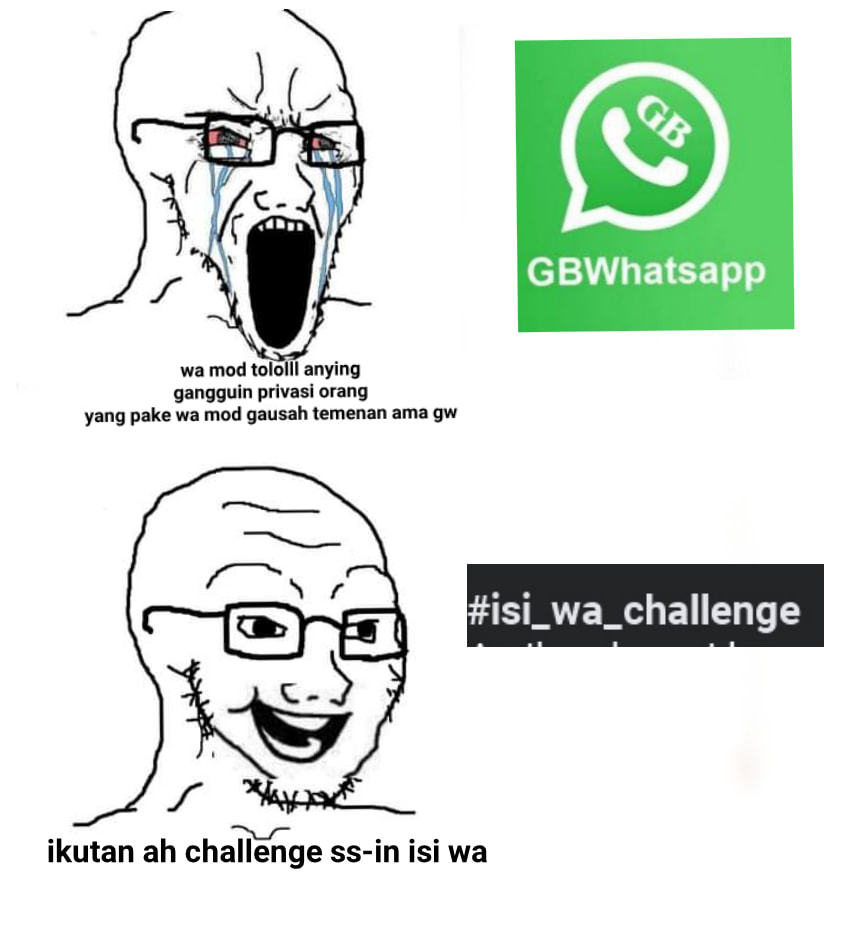 GB
GBWhatsapp
wa mod tololll anying
gangguin privasi orang
yang pake wa mod gausah temenan ama gw
#isi_wa_challenge
ikutan ah challenge ss-in isi wa